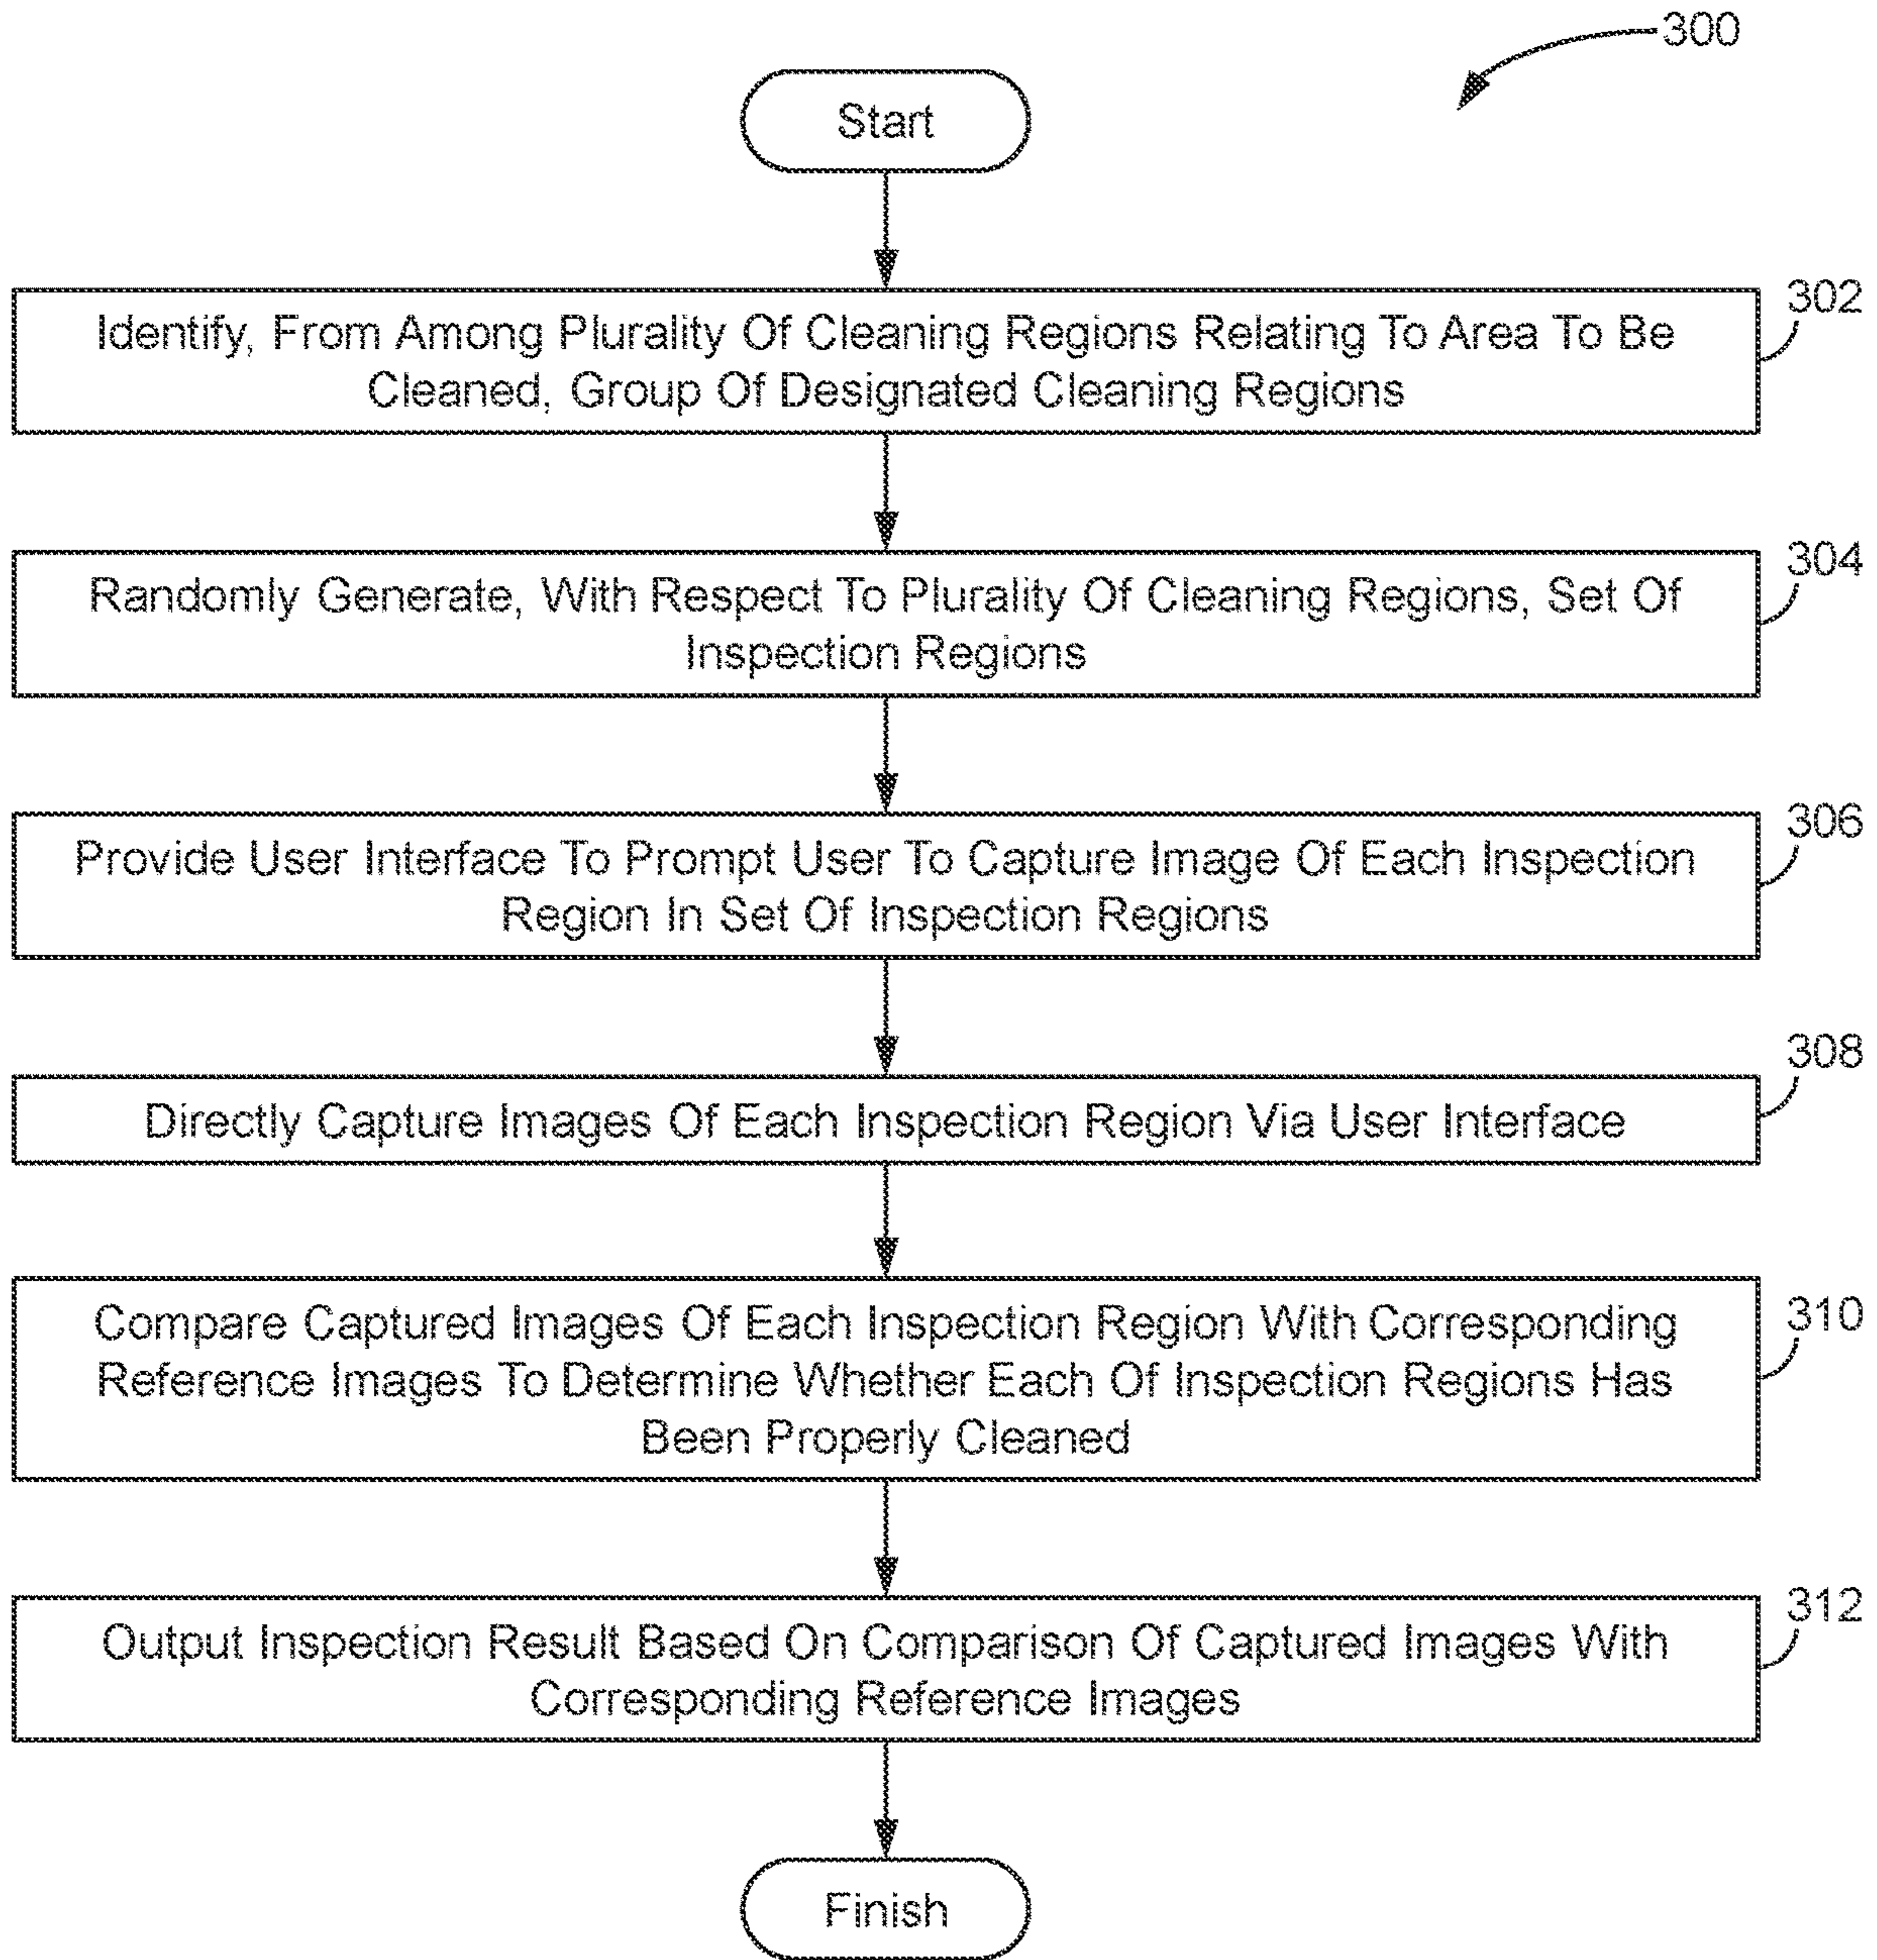 300
Start
302
Identify, From Among Plurality Of Cleaning Regions Relating To Area To Be
Cleaned, Group Of Designated Cleaning Regions
304
Randomly Generate, With Respect To Plurality Of Cleaning Regions, Set Of
Inspection Regions
306
Provide User Interface To Prompt User To Capture Image Of Each Inspection
Region In Set Of Inspection Regions
308
Directly Capture Images Of Each Inspection Region Via User Interface
310
Compare Captured Images Of Each Inspection Region With Corresponding
Reference Images To Determine Whether Each Of Inspection Regions Has
Been Properly Cleaned
312
Output Inspection Result Based On Comparison Of Captured Images With
Corresponding Reference Images
Finish